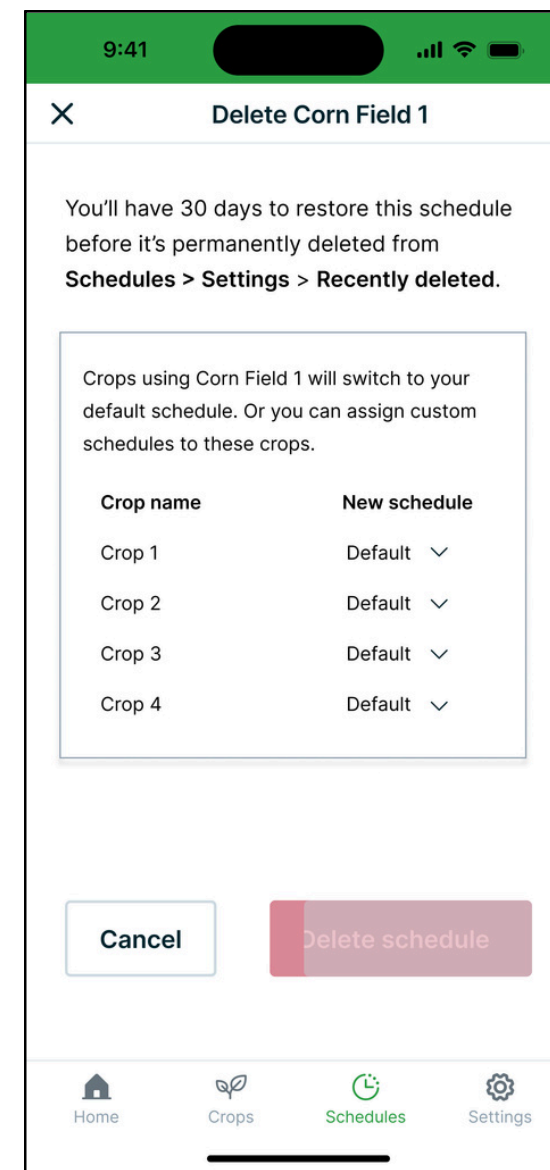 9:41
Delete Corn Field 1
You’ll have 30 days to restore this schedule
before it’s permanently deleted from
Schedules > Settings > Recently deleted.
Crops using Corn Field 1 will switch to your
default schedule. Or you can assign custom
schedules to these crops.
Crop name New schedule
Crop 1 Default
Crop 2 Default
Crop 3 Default
Crop 4 Default
Cancel Delete schedule
Home Crops Schedules Settings